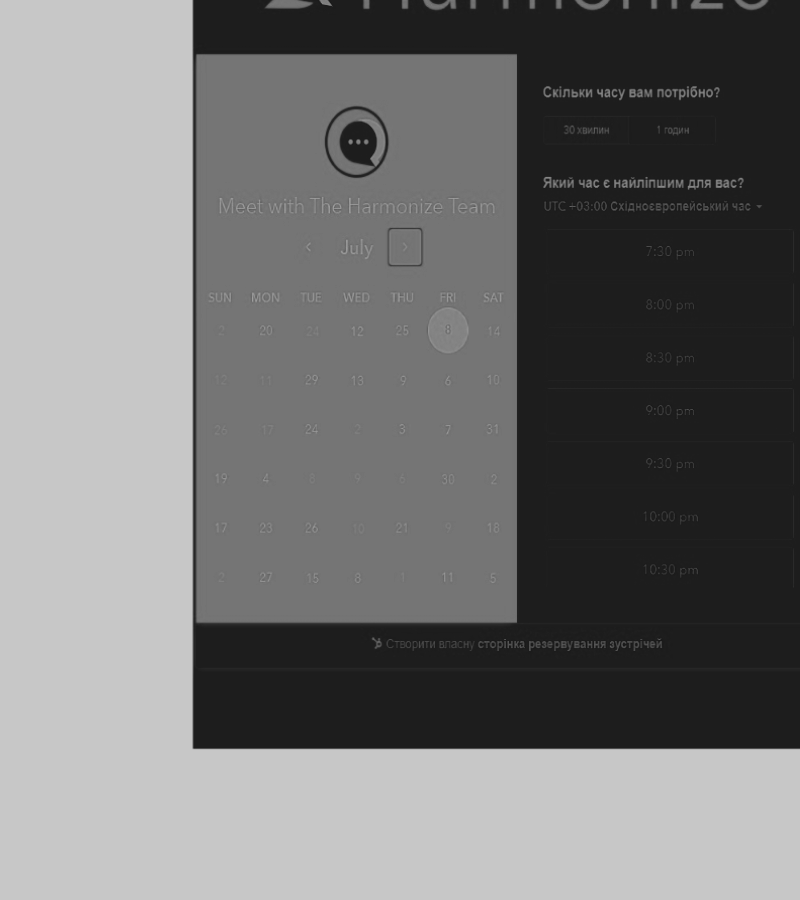 Harmonize
Meet with The Harmonize Team
July
SUN MON TUE WED THU FRI SAT
2 20 24 12 25 8 14
12 11 29 13 9 6 10
26 17 24 2 3 7 31
19 4 8 9 6 30 2
17 23 26 10 21 9 18
2 27 15 8 1 11 5
Скільки часу вам потрібно?
30 хвилин 1 годин
Який час є найліпшим для вас?
UTC +03:00 Східноєвропейський час
7:30 pm
8:00 pm
8:30 pm
9:00 pm
9:30 pm
10:00 pm
10:30 pm
Створити власну сторінка резервування зустрічей